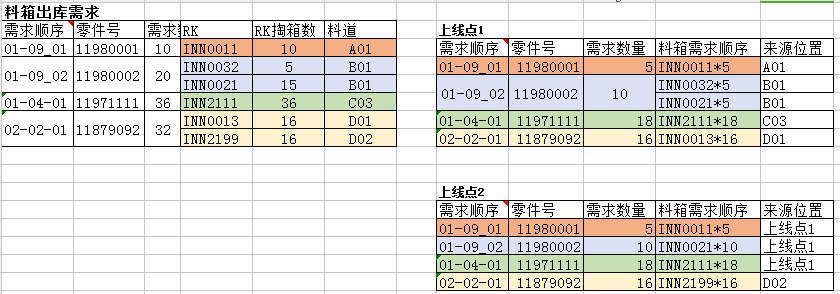 料箱出库需求
需求顺序 零件号 需求 RK RK掏箱数 料道
01-09_01 11980001 10 INN0011 10 A01
01-09_02 11980002 20 INN0032 5 B01
INN0021 15 B01
01-04-01 11971111 36 INN2111 36 C03
02-02-01 11879092 32 INN0013 16 D01
INN2199 16 D02
上线点1
需求顺序 零件号 需求数量 料箱需求顺序 来源位置
01-09_01 11980001 5 INN0011*5 A01
01-09_02 11980002 10 INN0032*5 B01
INN0021*5 B01
01-04-01 11971111 18 INN2111*18 C03
02-02-01 11879092 16 INN0013*16 D01
上线点2
需求顺序 零件号 需求数量 料箱需求顺序 来源位置
01-09_01 11980001 5 INN0011*5 上线点1
01-09_02 11980002 10 INN0021*10 上线点1
01-04-01 11971111 18 INN2111*18 上线点1
02-02-01 11879092 16 INN2199*16 D02